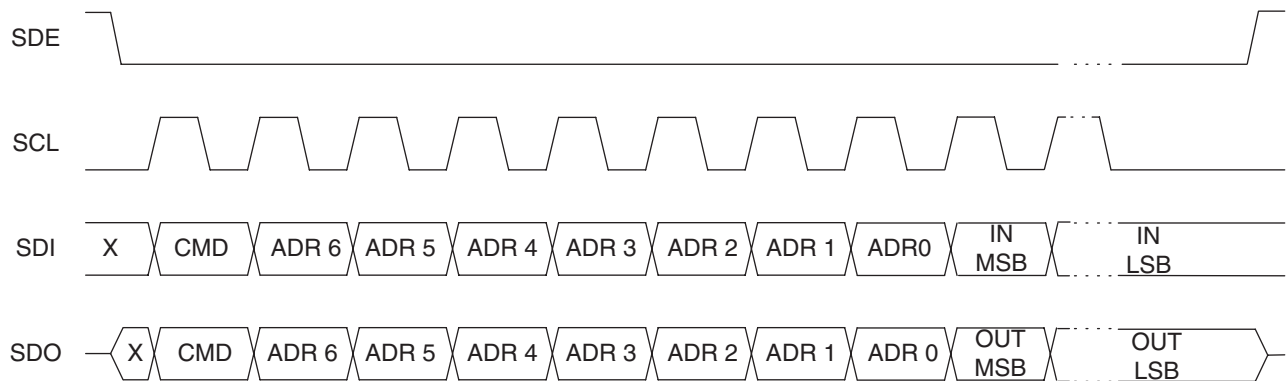 SDE
SCL
SDI X CMD ADR 6 ADR 5 ADR 4 ADR 3 ADR 2 ADR 1 ADR0 IN MSB IN LSB
SDO X CMD ADR 6 ADR 5 ADR 4 ADR 3 ADR 2 ADR 1 ADR 0 OUT MSB OUT LSB